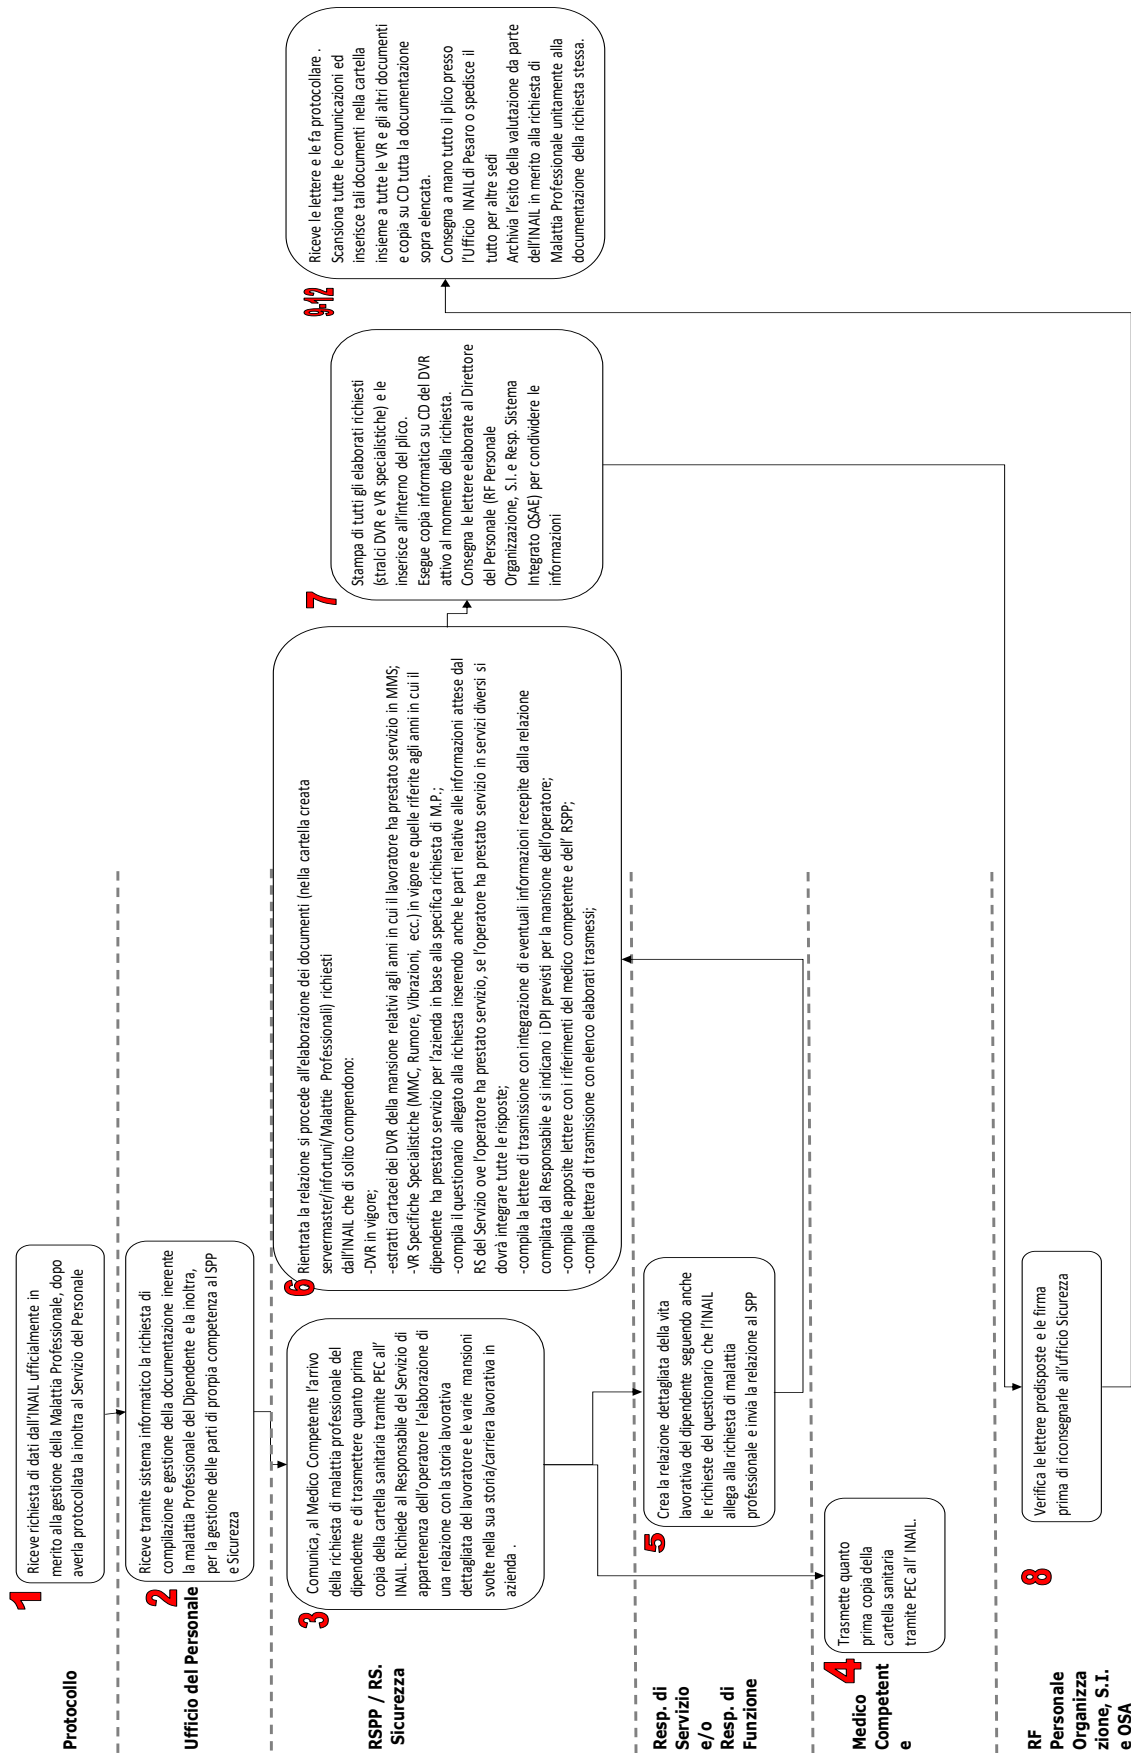 Protocollo
1
Riceve richiesta di dati dall'INAIL ufficialmente in
merito alla gestione della Malattia Professionale, dopo
averla protocollata la inoltra al Servizio del Personale
Ufficio del Personale
2
Riceve tramite sistema informatico la richiesta di
compilazione e gestione della documentazione inerente
la malattia Professionale del Dipendente e la inoltra,
per la gestione delle parti di prorpia competenza al SPP
e Sicurezza
RSPP / RS.
Sicurezza
3
Comunica, al Medico Competente l'arrivo
della richiesta di malattia professionale del
dipendente e di trasmettere quanto prima
copia della cartella sanitaria tramite PEC all'
INAIL. Richiede al Responsabile del Servizio di
appartenenza dell'operatore l'elaborazione di
una relazione con la storia lavorativa
dettagliata del lavoratore e le varie mansioni
svolte nella sua storia/carriera lavorativa in
azienda .
6
Rientrata la relazione si procede all'elaborazione dei documenti (nella cartella creata
servermaster/infortuni/Malattie Professionali) richiesti
dall'INAIL che di solito comprendono:
-DVR in vigore;
-estratti cartacei dei DVR della mansione relativi agli anni in cui il lavoratore ha prestato servizio in MMS;
-VR Specifiche Specialistiche (MMC, Rumore, Vibrazioni, ecc.) in vigore e quelle riferite agli anni in cui il
dipendente ha prestato servizio per l'azienda in base alla specifica richiesta di M.P.;
-compila il questionario allegato alla richiesta inserendo anche le parti relative alle informazioni attese dal
RS del Servizio ove l'operatore ha prestato servizio, se l'operatore ha prestato servizio in servizi diversi si
dovrà integrare tutte le risposte;
-compila la lettere di trasmissione con integrazione di eventuali informazioni recepite dalla relazione
compilata dal Responsabile e si indicano i DPI previsti per la mansione dell'operatore;
-compila le apposite lettere con i riferimenti del medico competente e dell' RSPP;
-compila lettera di trasmissione con elenco elaborati trasmessi;
7
Stampa di tutti gli elaborati richiesti
(stralci DVR e VR specialistiche) e le
inserisce all'interno del plico.
Esegue copia informatica su CD del DVR
attivo al momento della richiesta.
Consegna le lettere elaborate al Direttore
del Personale (RF Personale
Organizzazione, S.I. e Resp. Sistema
Integrato QSAE) per condividere le
informazioni
9-12
Riceve le lettere e le fa protocollare .
Scansiona tutte le comunicazioni ed
inserisce tali documenti nella cartella
insieme a tutte le VR e gli altri documenti
e copia su CD tutta la documentazione
sopra elencata.
Consegna a mano tutto il plico presso
l'Ufficio INAIL di Pesaro o spedisce il
tutto per altre sedi
Archivia l'esito della valutazione da parte
dell'INAIL in merito alla richiesta di
Malattia Professionale unitamente alla
documentazione della richiesta stessa.
Resp. di
Servizio
e/o
Resp. di
Funzione
5
Crea la relazione dettagliata della vita
lavorativa del dipendente seguendo anche
le richieste del questionario che l'INAIL
allega alla richiesta di malattia
professionale e invia la relazione al SPP
Medico
Competent
e
4
Trasmette quanto
prima copia della
cartella sanitaria
tramite PEC all' INAIL.
RF
Personale
Organizza
zione, S.I.
e QSA
8
Verifica le lettere predisposte e le firma
prima di riconsegnarle all'ufficio Sicurezza